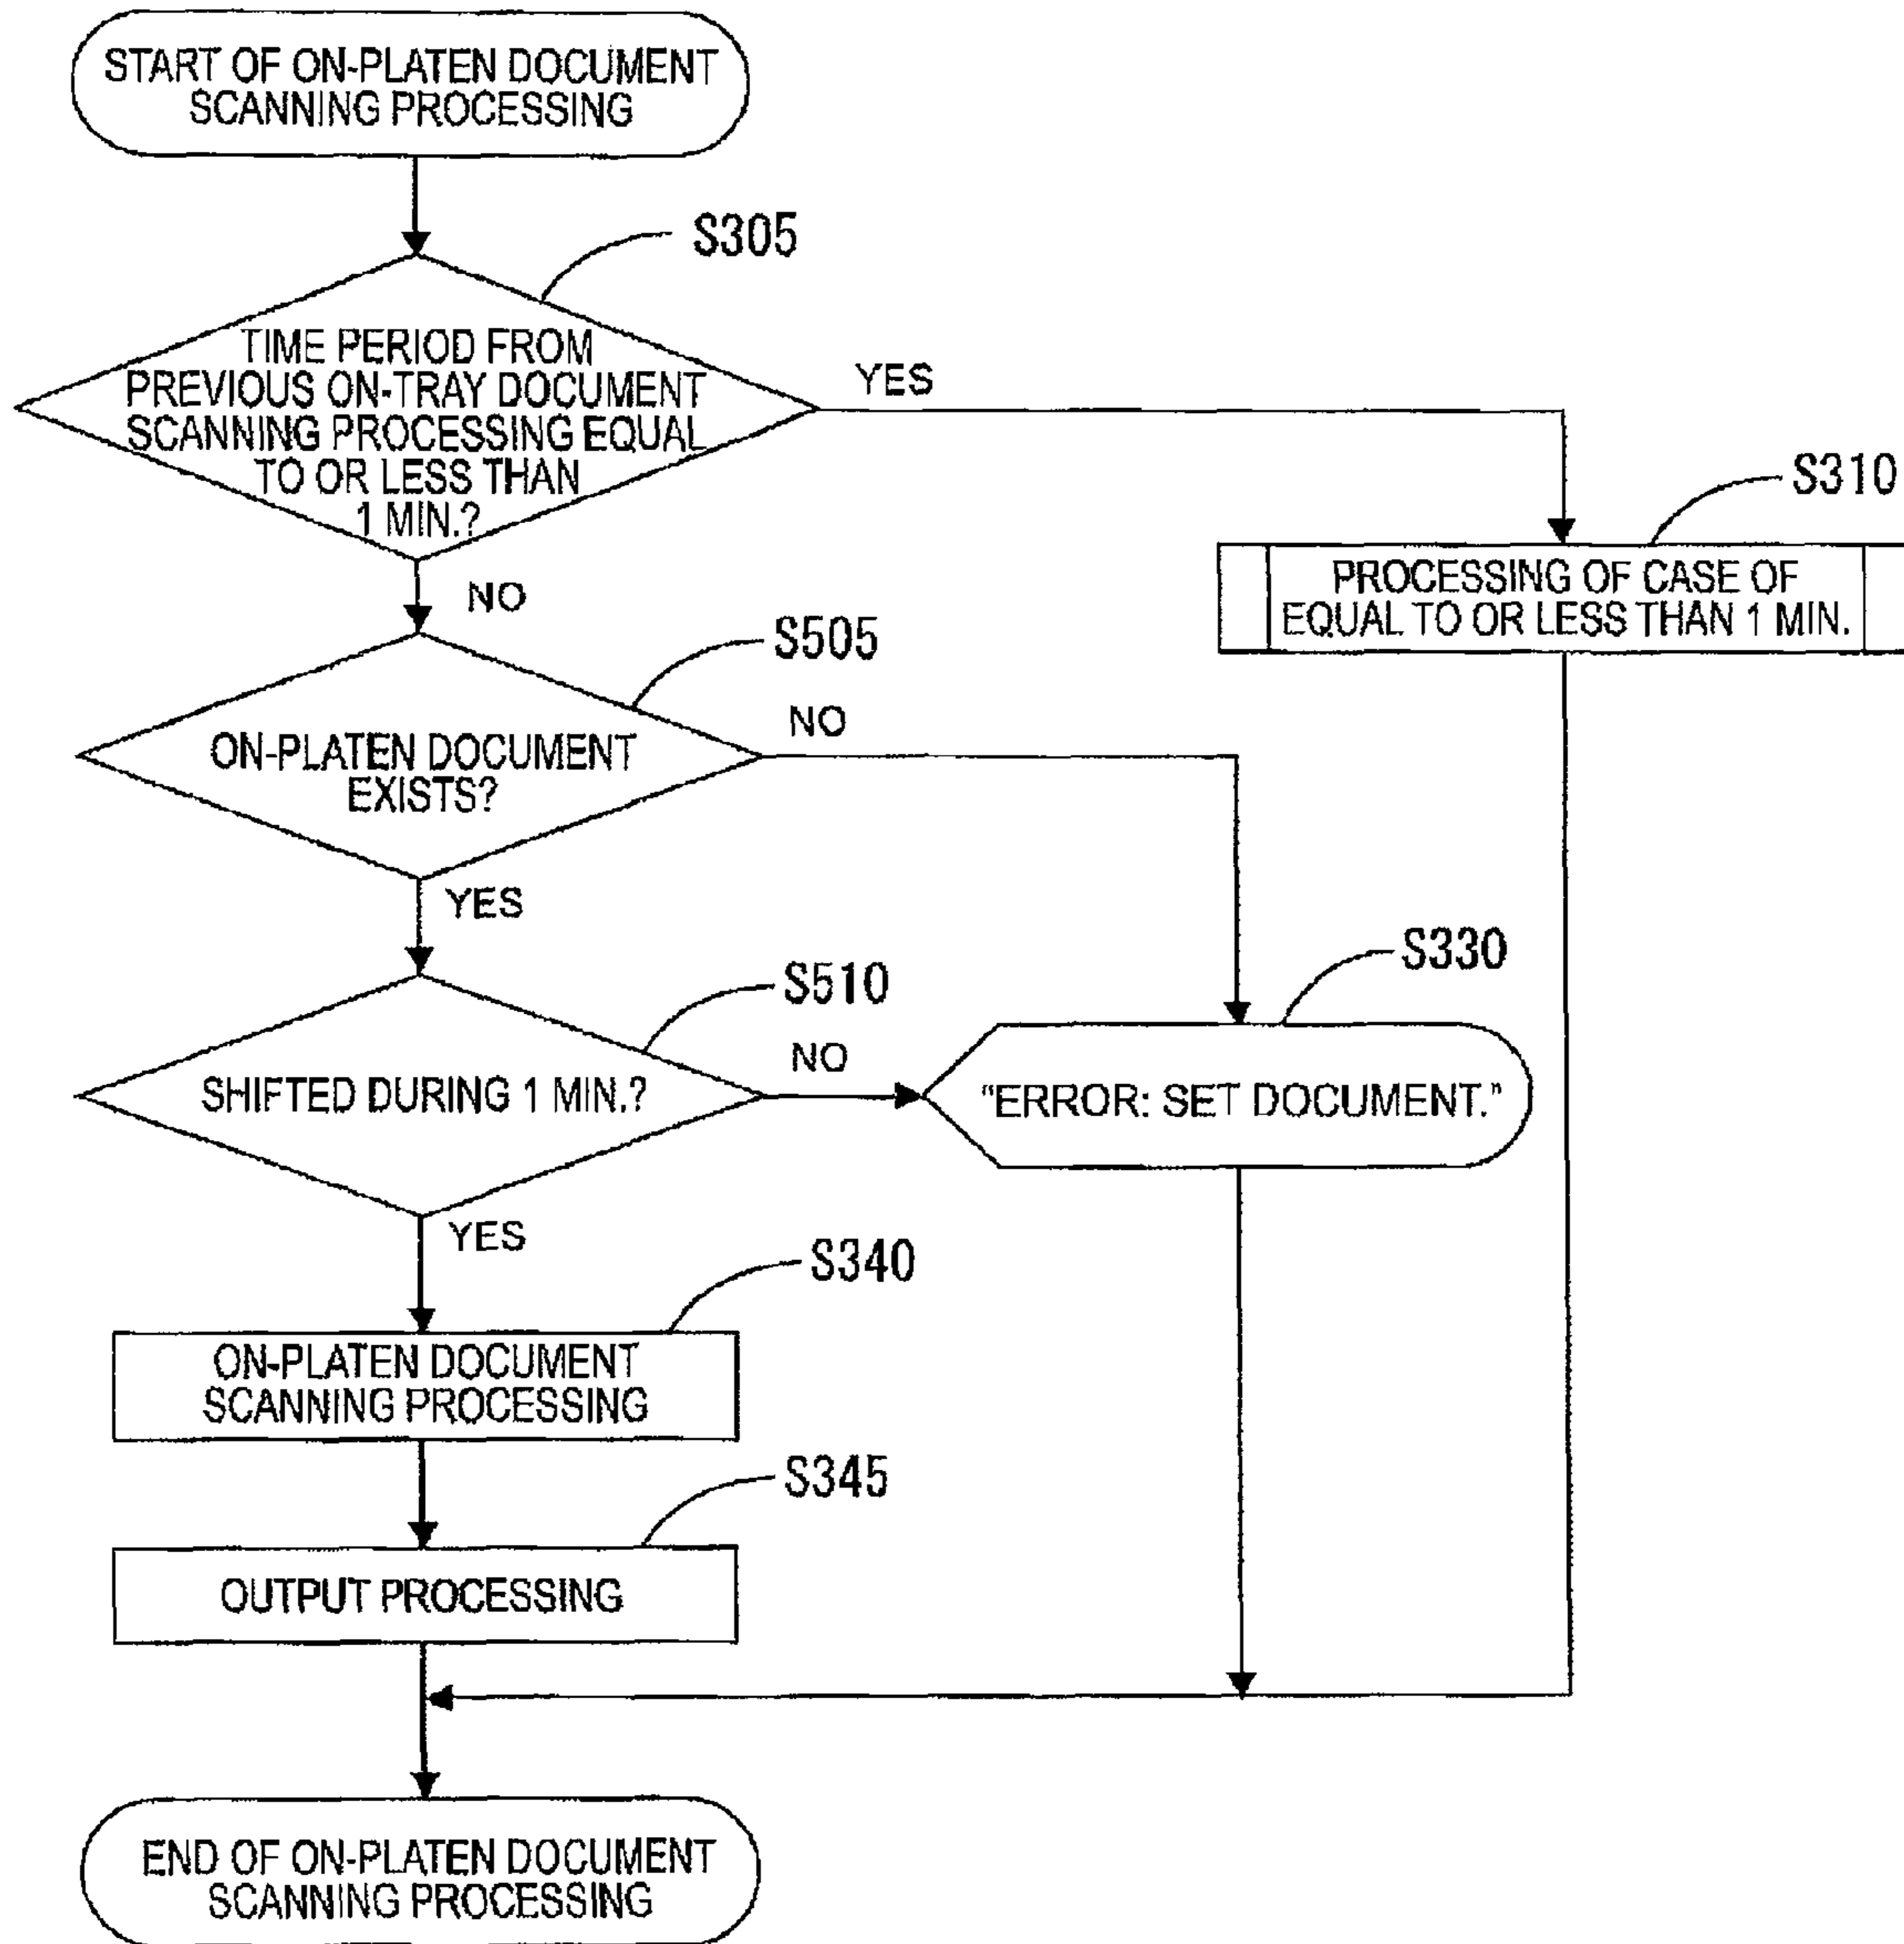 START OF ON-PLATEN DOCUMENT
SCANNING PROCESSING
S305
TIME PERIOD FROM
PREVIOUS ON-TRAY DOCUMENT
SCANNING PROCESSING EQUAL
TO OR LESS THAN
1 MIN.?
YES
S310
PROCESSING OF CASE OF
EQUAL TO OR LESS THAN 1 MIN.
NO
S505
ON-PLATEN DOCUMENT
EXISTS?
NO
YES
S510
SHIFTED DURING 1 MIN.?
NO
S330
“ERROR: SET DOCUMENT.”
YES
S340
ON-PLATEN DOCUMENT
SCANNING PROCESSING
S345
OUTPUT PROCESSING
END OF ON-PLATEN DOCUMENT
SCANNING PROCESSING